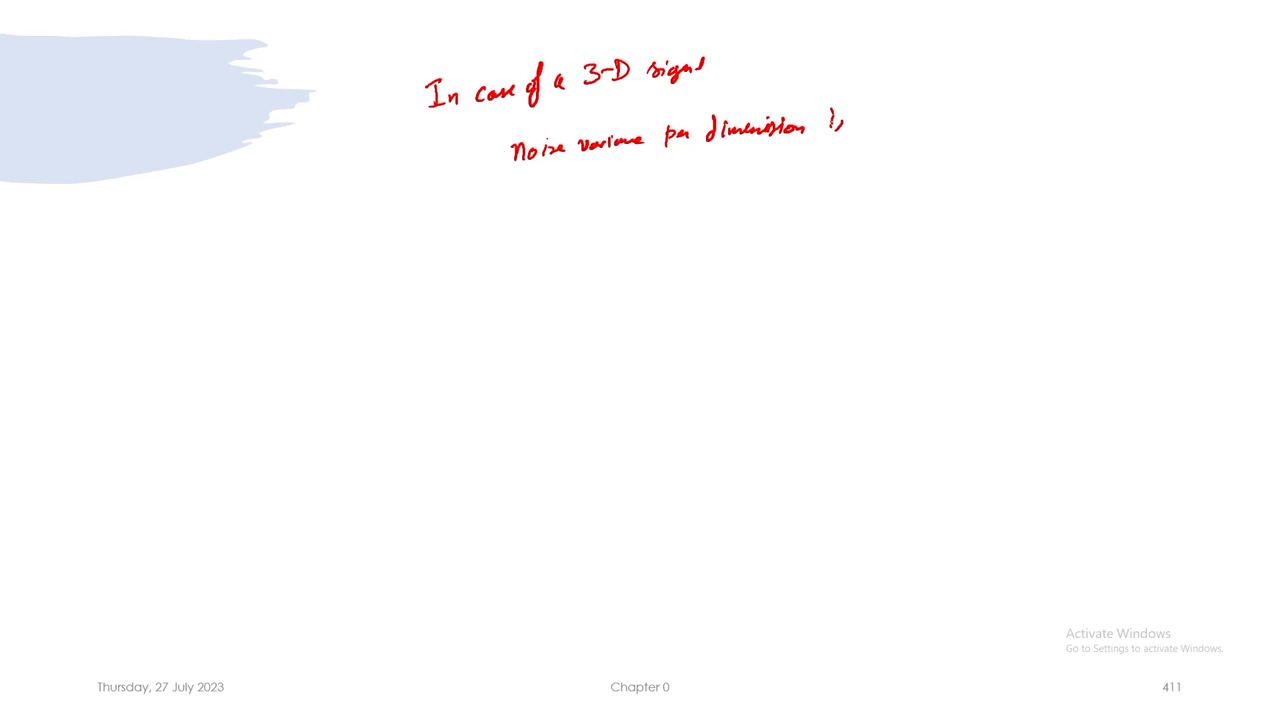 In case of a 3-D signal
Noise variance per dimension is
Activate Windows
Go to Settings to activate Windows.
Thursday, 27 July 2023
Chapter 0
411